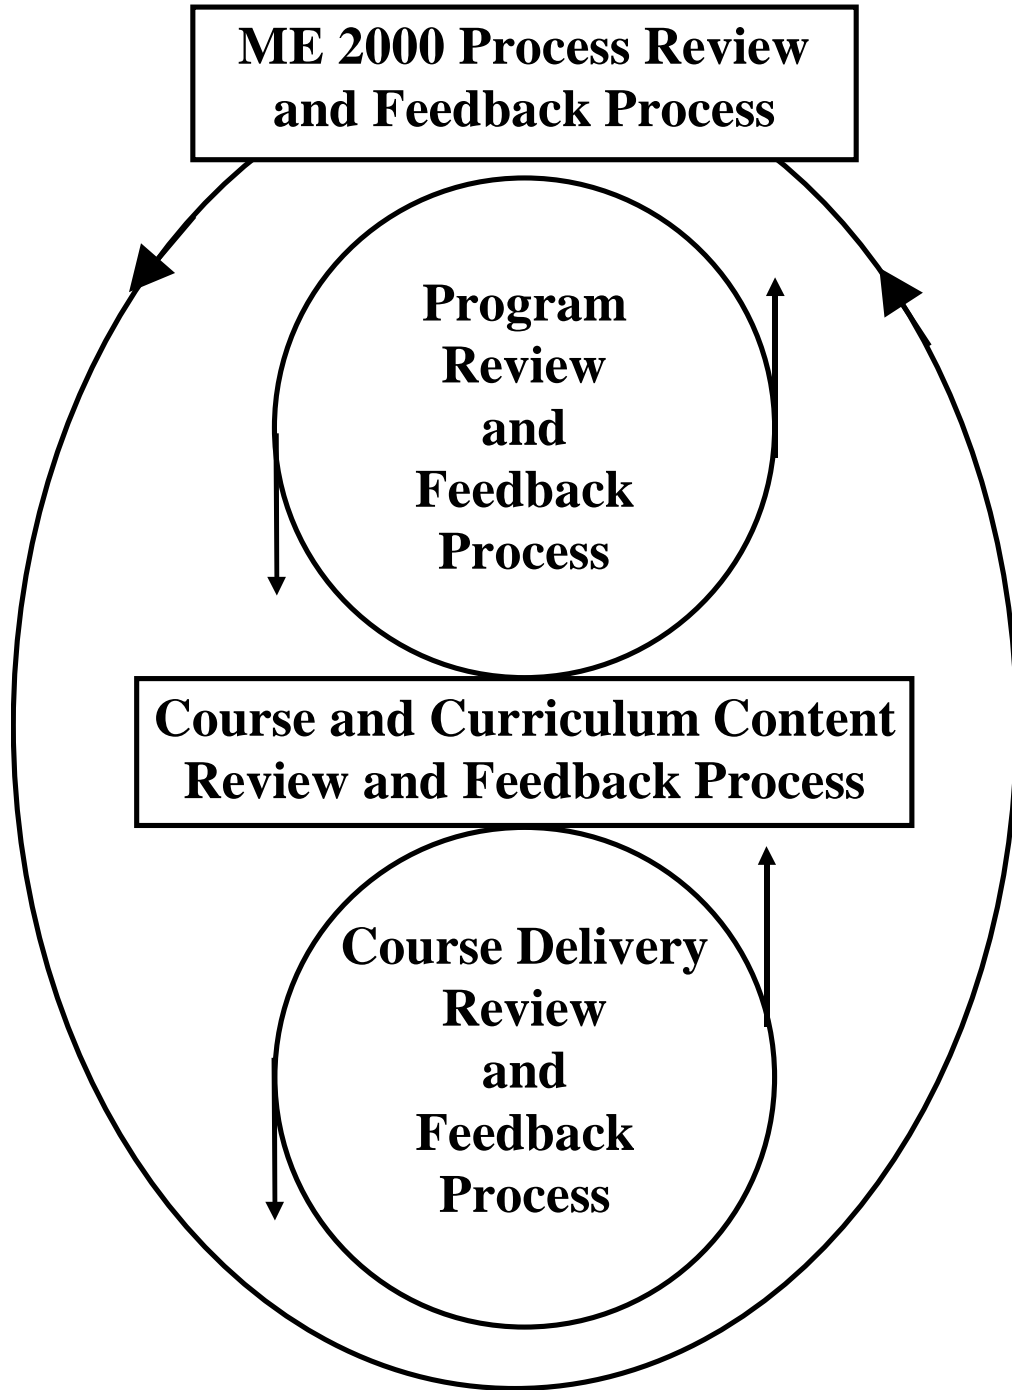 ME 2000 Process Review
and Feedback Process
Program
Review
and
Feedback
Process
Course and Curriculum Content
Review and Feedback Process
Course Delivery
Review
and
Feedback
Process